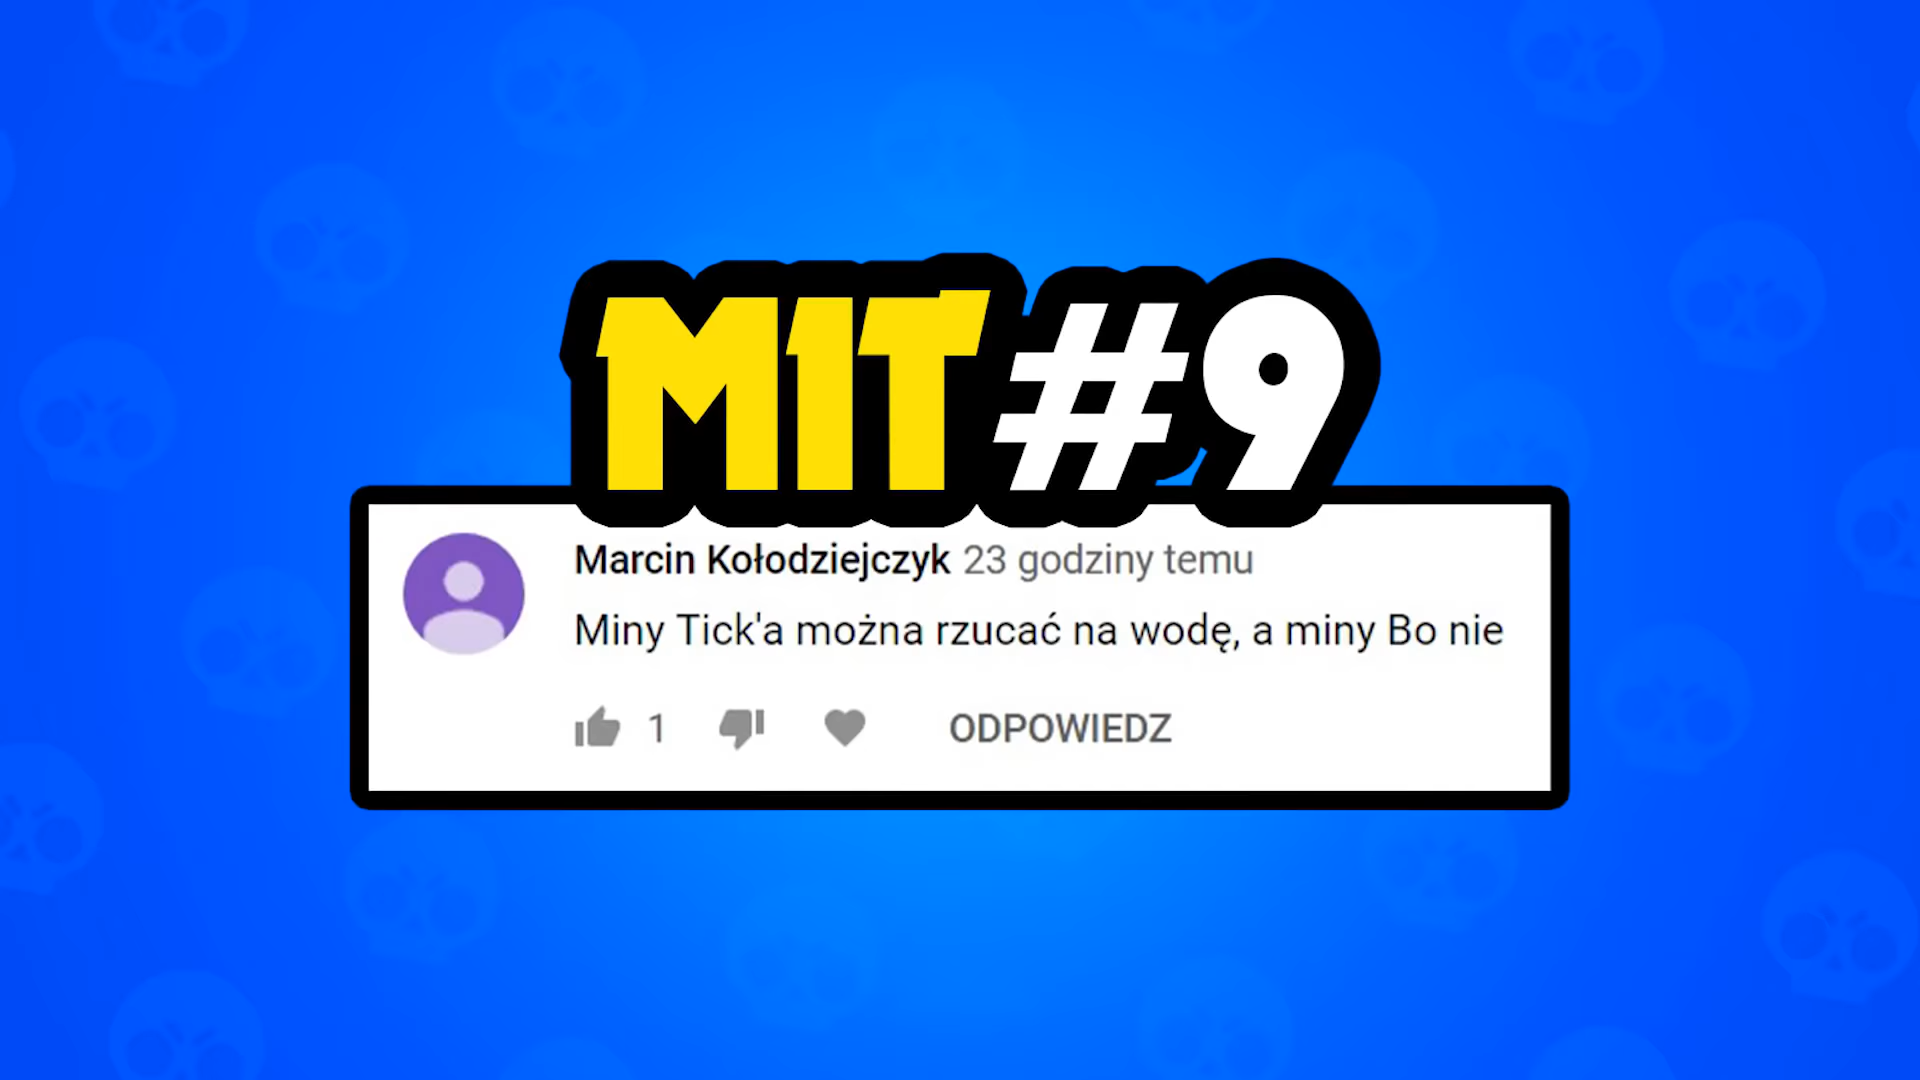 MIT #9
Marcin Kołodziejczyk 23 godziny temu
Miny Tick'a można rzucać na wodę, a miny Bo nie
1 ODPOWIEDZ